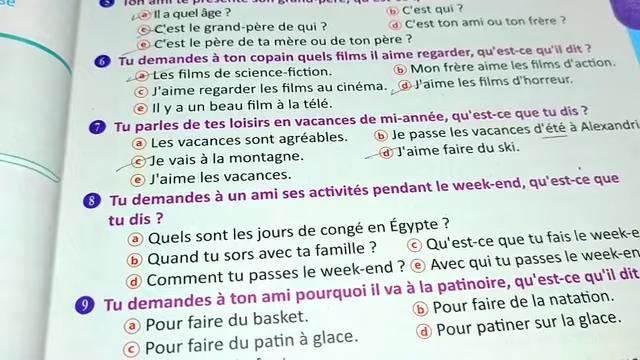 Ton ami te présente son grand-père, qu'est-ce
a Il a quel âge ?
b C'est qui ?
c C'est le grand-père de qui ?
d C'est ton ami ou ton frère ?
e C'est le père de ta mère ou de ton père ?
6 Tu demandes à ton copain quels films il aime regarder, qu'est-ce qu'il dit ?
a Les films de science-fiction.
b Mon frère aime les films d'action.
c J'aime regarder les films au cinéma.
d J'aime les films d'horreur.
e Il y a un beau film à la télé.
7 Tu parles de tes loisirs en vacances de mi-année, qu'est-ce que tu dis ?
a Les vacances sont agréables.
b Je passe les vacances d'été à Alexandri
c Je vais à la montagne.
d J'aime faire du ski.
e J'aime les vacances.
8 Tu demandes à un ami ses activités pendant le week-end, qu'est-ce que
tu dis ?
a Quels sont les jours de congé en Égypte ?
b Quand tu sors avec ta famille ?
c Qu'est-ce que tu fais le week-e
d Comment tu passes le week-end ?
e Avec qui tu passes le week-en
9 Tu demandes à ton ami pourquoi il va à la patinoire, qu'est-ce qu'il dit
a Pour faire du basket.
b Pour faire de la natation.
c Pour faire du patin à glace.
d Pour patiner sur la glace.